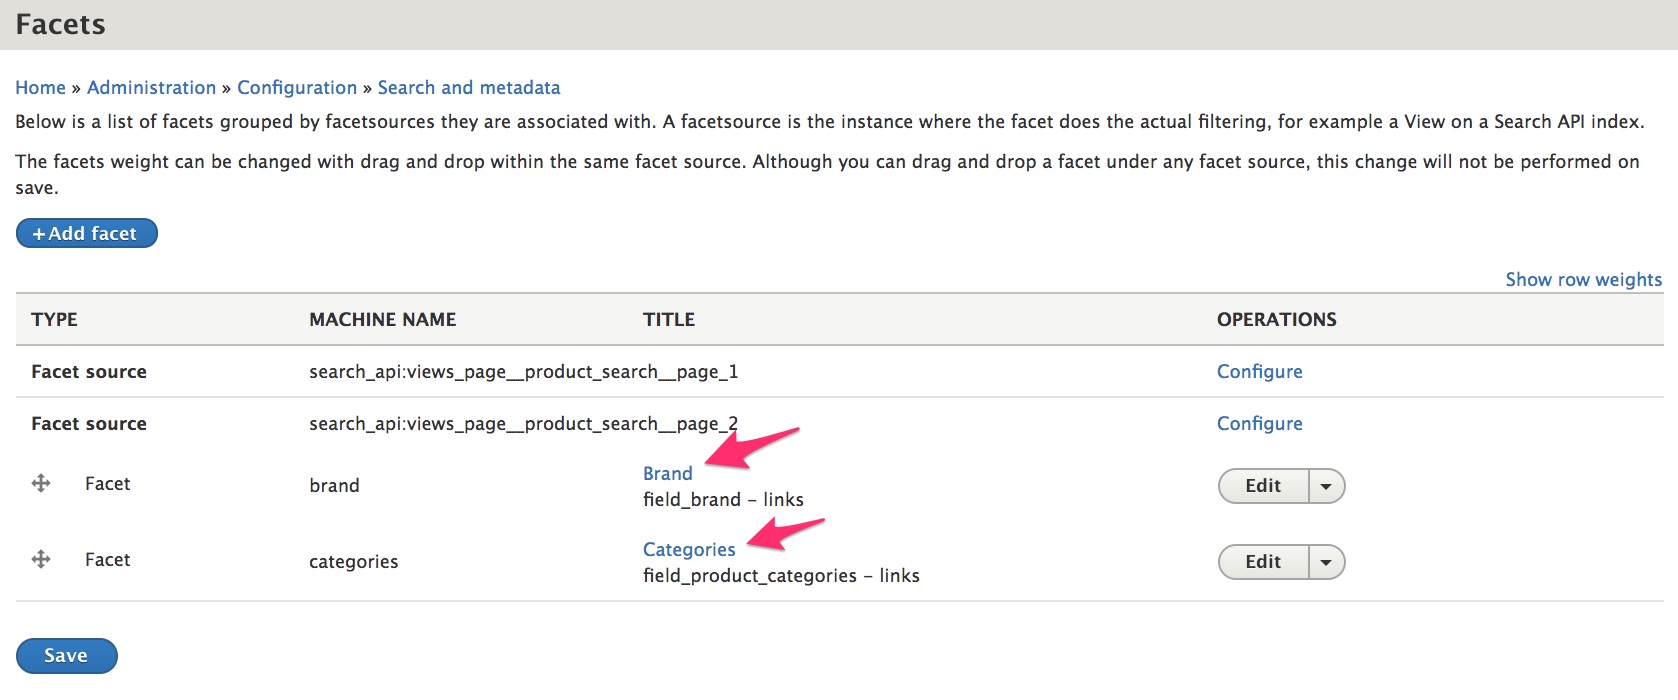 Facets
Home » Administration » Configuration » Search and metadata
Below is a list of facets grouped by facetsources they are associated with. A facetsource is the instance where the facet does the actual filtering, for example a View on a Search API index.
The facets weight can be changed with drag and drop within the same facet source. Although you can drag and drop a facet under any facet source, this change will not be performed on
save.
+Add facet
Show row weights
TYPE MACHINE NAME TITLE OPERATIONS
Facet source search_api:views_page__product_search__page_1 Configure
Facet source search_api:views_page__product_search__page_2 Configure
Facet brand Brand Edit
field_brand – links
Facet categories Categories Edit
field_product_categories – links
Save